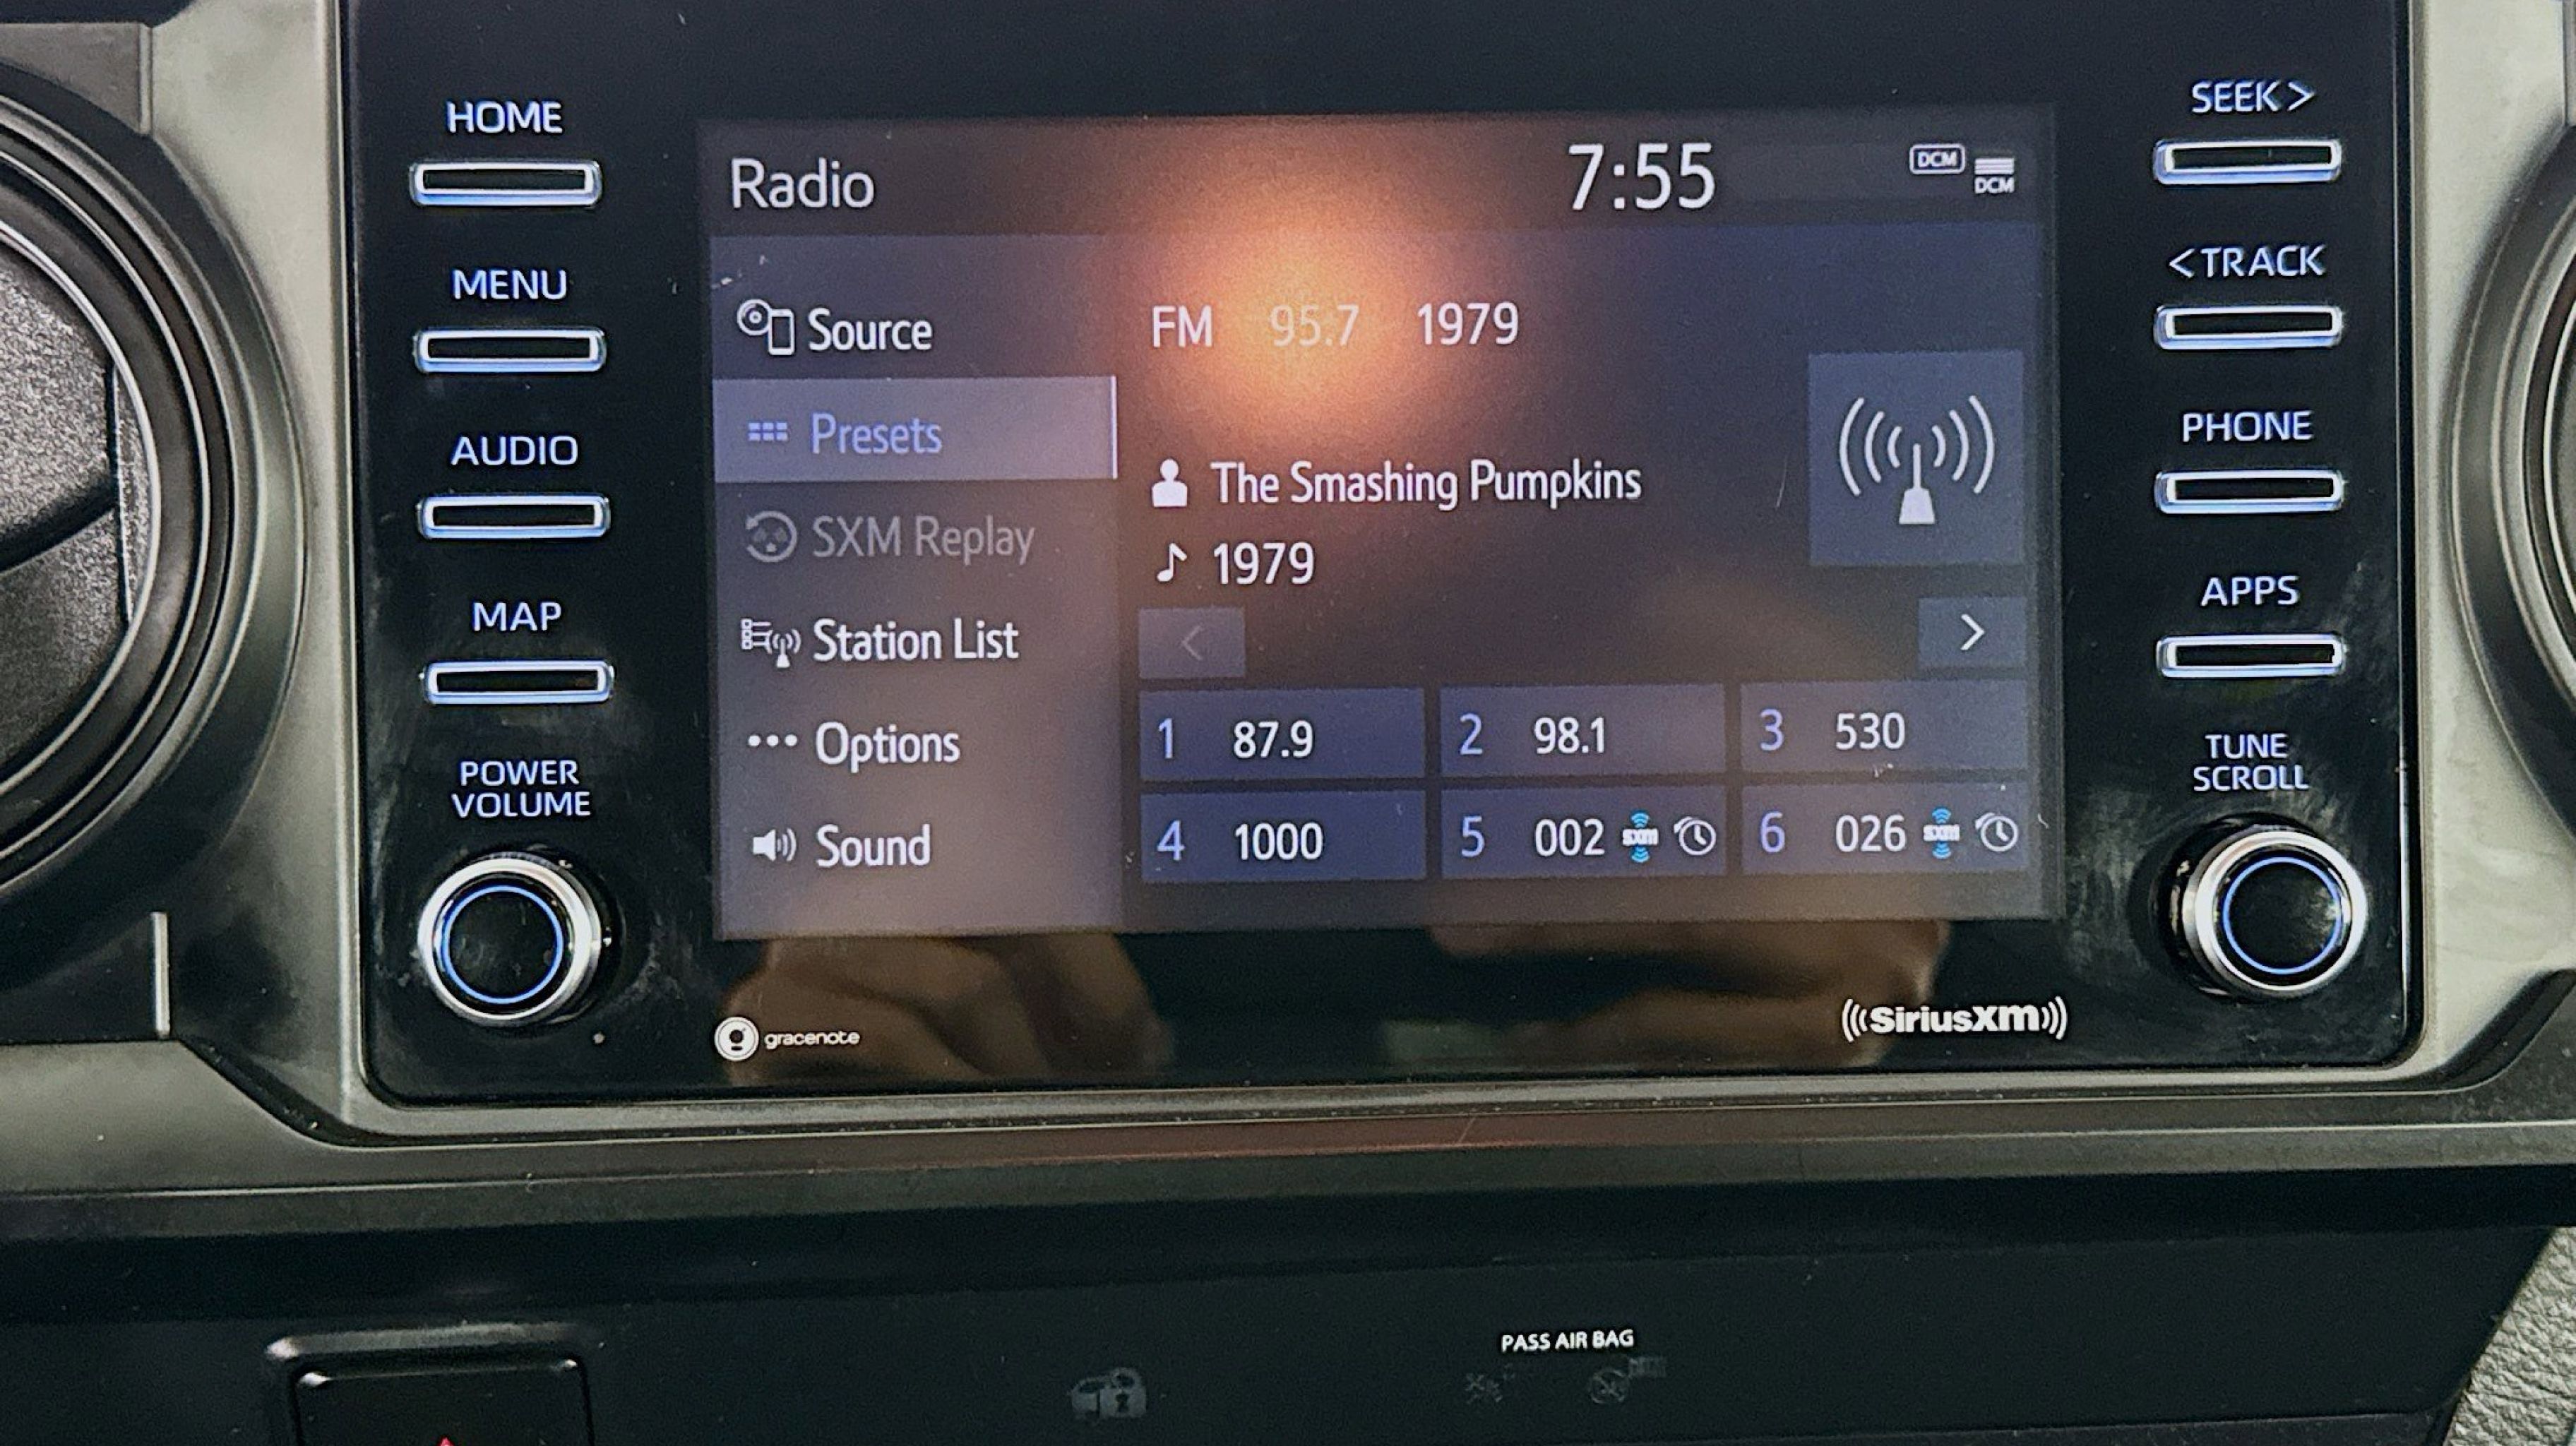 HOME
MENU
AUDIO
MAP
POWER
VOLUME
Radio
7:55
DCM
DCM
Source
Presets
SXM Replay
Station List
Options
Sound
FM 95.7 1979
The Smashing Pumpkins
1979
<
>
1 87.9
2 98.1
3 530
4 1000
5 002 sxm
6 026 sxm
SEEK >
< TRACK
PHONE
APPS
TUNE
SCROLL
gracenote
SiriusXm
PASS AIR BAG